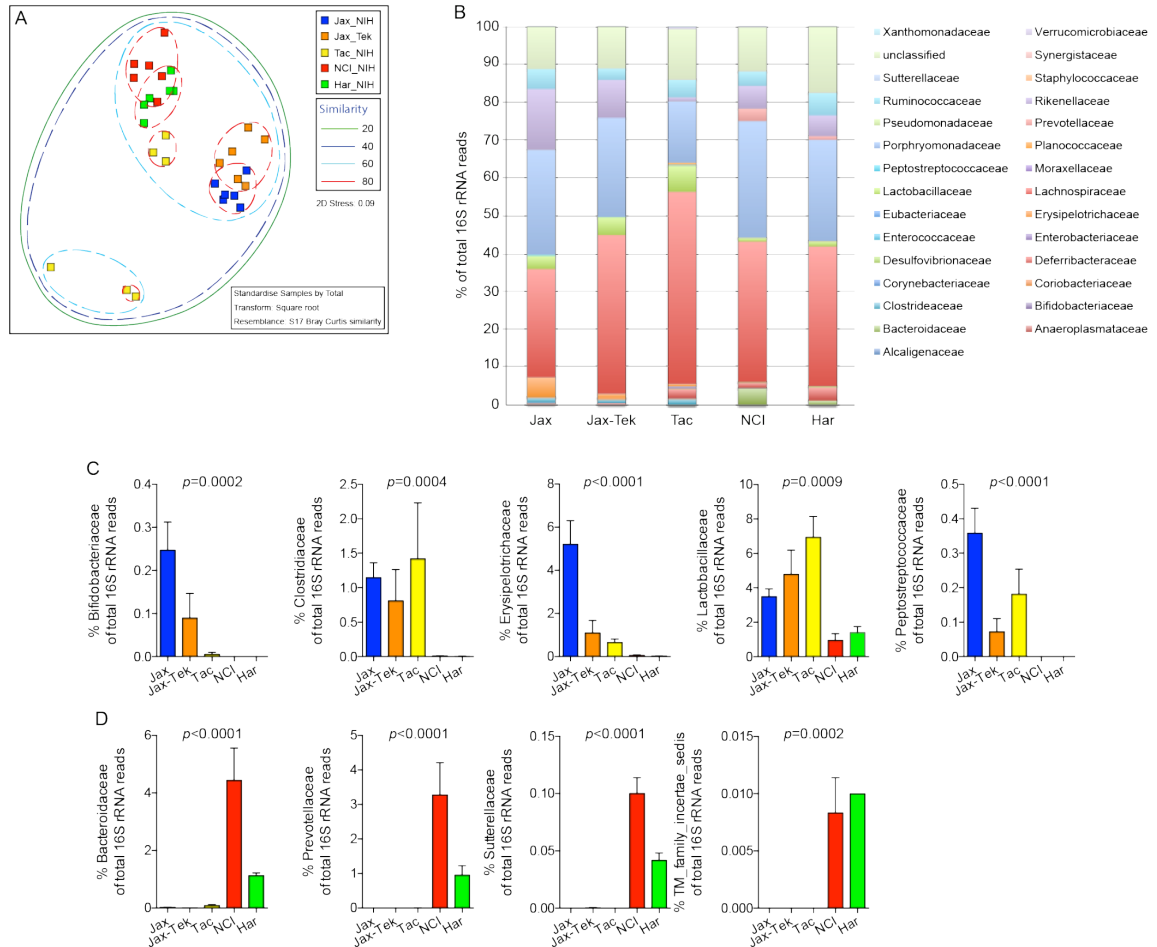 A
Jax_NIH
Jax_Tek
Tac_NIH
NCI_NIH
Har_NIH
Similarity
20
40
60
80
2D Stress 0.09
Standardise Samples by Total
Transform Square root
Resemblance S17 Bray Curtis similarity
B
% of total 16S rRNA reads
100
90
80
70
60
50
40
30
20
10
0
Jax
Jax-Tek
Tac
NCI
Har
Xanthomonadaceae
unclassified
Sutterellaceae
Ruminococcaceae
Pseudomonadaceae
Porphryomonadaceae
Peptostreptococcaceae
Lactobacillaceae
Eubacteriaceae
Enterococcaceae
Desulfovibrionaceae
Corynebacteriaceae
Clostrideaceae
Bacteroidaceae
Alcaligenaceae
Verrucomicrobiaceae
Synergistaceae
Staphylococcaceae
Rikenellaceae
Prevotellaceae
Planococcaceae
Moraxellaceae
Lachnospiraceae
Erysipelotrichaceae
Enterobacteriaceae
Deferribacteraceae
Coriobacteriaceae
Bifidobacteriaceae
Anaeroplasmataceae
C
p=0.0002
% Bifidobacteriaceae
of total 16S rRNA reads
0.4
0.3
0.2
0.1
0.0
Jax
Jax-Tek
Tac
NCI
Har
p=0.0004
% Clostridiaceae
of total 16S rRNA reads
2.5
2.0
1.5
1.0
0.5
0.0
Jax
Jax-Tek
Tac
NCI
Har
p<0.0001
% Erysipelotrichaceae
of total 16S rRNA reads
8
6
4
2
0
Jax
Jax-Tek
Tac
NCI
Har
p=0.0009
% Lactobacillaceae
of total 16S rRNA reads
10
8
6
4
2
0
Jax
Jax-Tek
Tac
NCI
Har
p<0.0001
% Peptostreptococcaceae
of total 16S rRNA reads
0.5
0.4
0.3
0.2
0.1
0.0
Jax
Jax-Tek
Tac
NCI
Har
D
p<0.0001
% Bacteroidaceae
of total 16S rRNA reads
6
4
2
0
Jax
Jax-Tek
Tac
NCI
Har
p<0.0001
% Prevotellaceae
of total 16S rRNA reads
5
4
3
2
1
0
Jax
Jax-Tek
Tac
NCI
Har
p<0.0001
% Sutterellaceae
of total 16S rRNA reads
0.15
0.10
0.05
0.00
Jax
Jax-Tek
Tac
NCI
Har
p=0.0002
% TM_family_incertae_sedis
of total 16S rRNA reads
0.015
0.010
0.005
0.000
Jax
Jax-Tek
Tac
NCI
Har